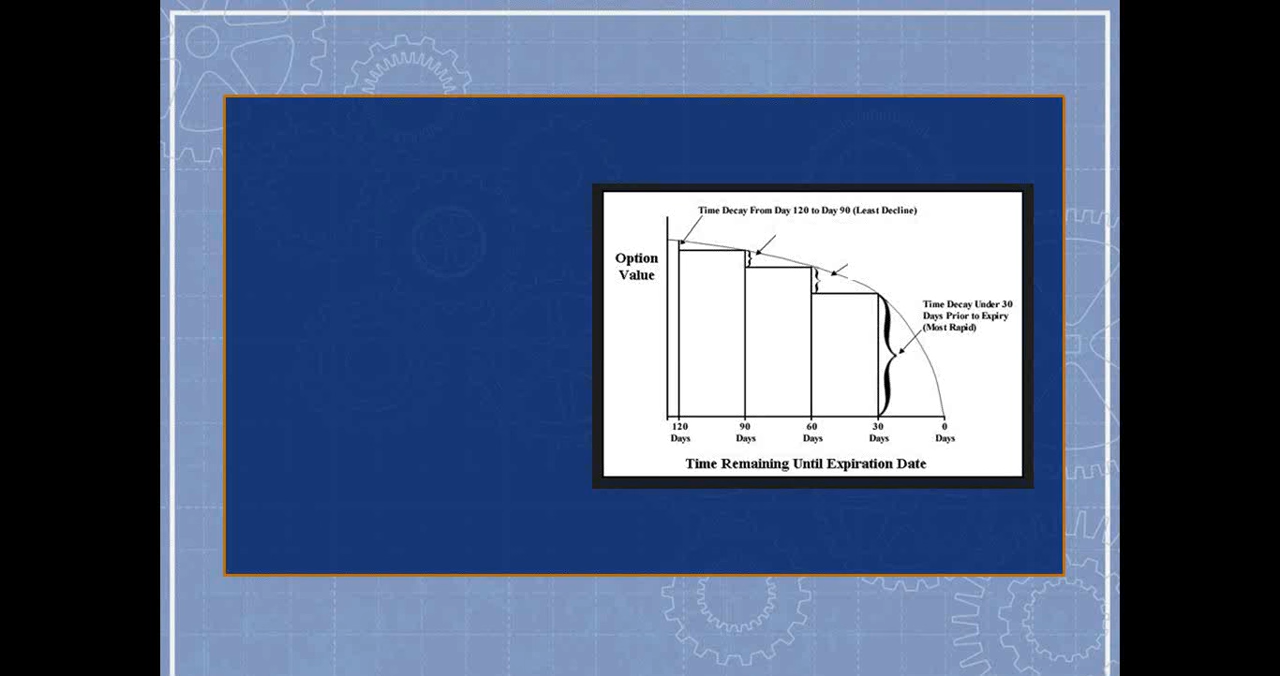 Time Decay From Day 120 to Day 90 (Least Decline)
Option
Value
Time Decay Under 30
Days Prior to Expiry
(Most Rapid)
120 90 60 30 0
Days Days Days Days Days
Time Remaining Until Expiration Date